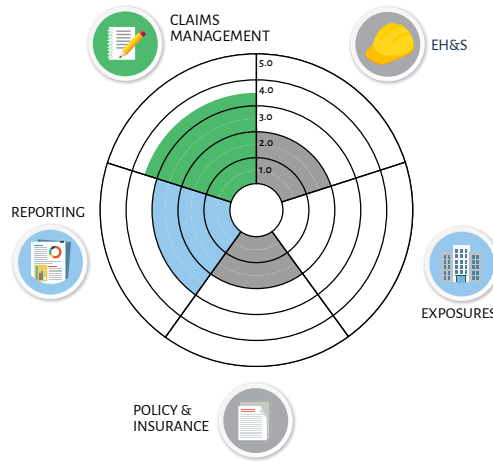 CLAIMS
MANAGEMENT
EH&S
5.0
4.0
3.0
2.0
1.0
REPORTING
EXPOSURES
POLICY &
INSURANCE